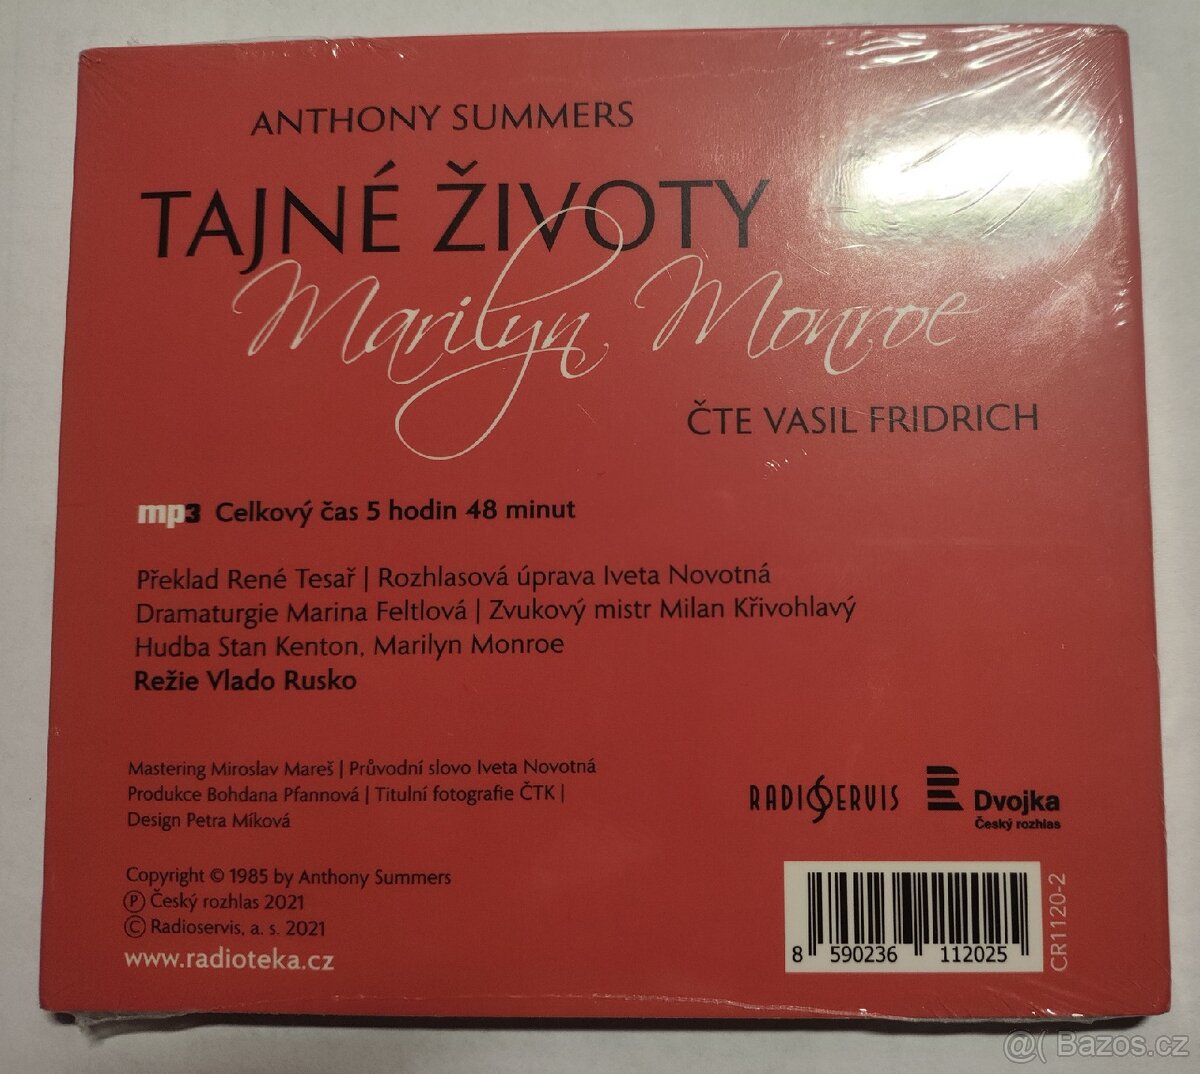 ANTHONY SUMMERS
TAJNÉ ŽIVOTY
Marilyn Monroe
ČTE VASIL FRIDRICH
mp3 Celkový čas 5 hodin 48 minut
Překlad René Tesař | Rozhlasová úprava Iveta Novotná
Dramaturgie Marina Feltlová | Zvukový mistr Milan Křivohlavý
Hudba Stan Kenton, Marilyn Monroe
Režie Vlado Rusko
Mastering Miroslav Mareš | Průvodní slovo Iveta Novotná
Produkce Bohdana Pfannová | Titulní fotografie ČTK |
Design Petra Míková
RADIOSERVIS
Dvojka
Český rozhlas
Copyright © 1985 by Anthony Summers
Ⓟ Český rozhlas 2021
© Radioservis, a. s. 2021
www.radioteka.cz
8 590236 112025
CR1120-2
@( Bazos.cz